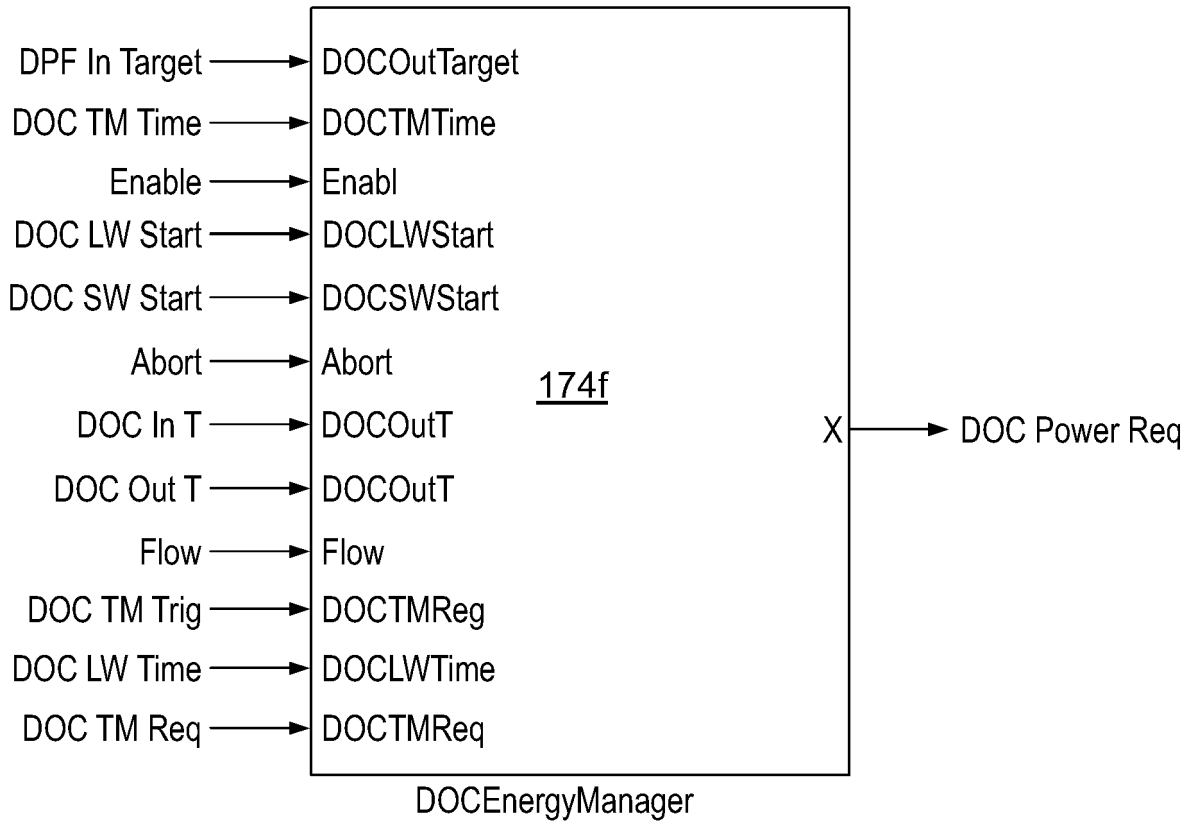 DPF In Target DOCOutTarget
DOC TM Time DOCTMTime
Enable Enabl
DOC LW Start DOCLWStart
DOC SW Start DOCSWStart
Abort Abort
174f
DOC In T DOCOutT
X DOC Power Req
DOC Out T DOCOutT
Flow Flow
DOC TM Trig DOCTMReg
DOC LW Time DOCLWTime
DOC TM Req DOCTMReq
DOCEnergyManager